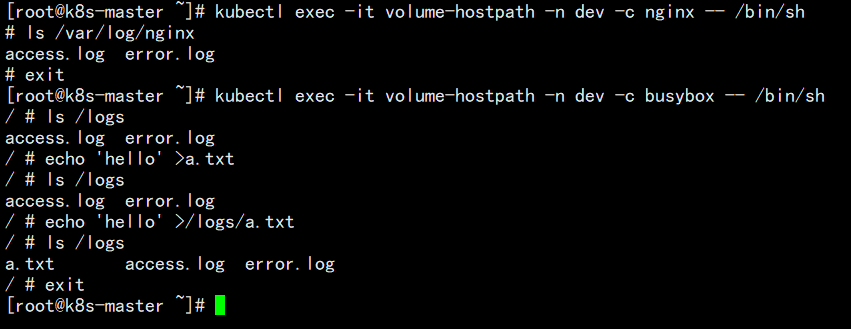 [root@k8s-master ~]# kubectl exec -it volume-hostpath -n dev -c nginx -- /bin/sh
# ls /var/log/nginx
access.log  error.log
# exit
[root@k8s-master ~]# kubectl exec -it volume-hostpath -n dev -c busybox -- /bin/sh
/ # ls /logs
access.log  error.log
/ # echo 'hello' >a.txt
/ # ls /logs
access.log  error.log
/ # echo 'hello' >/logs/a.txt
/ # ls /logs
a.txt       access.log  error.log
/ # exit
[root@k8s-master ~]#